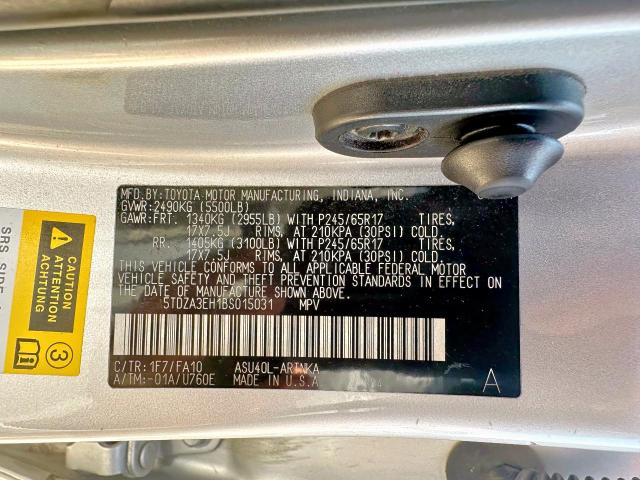 MFD.BY:TOYOTA MOTOR MANUFACTURING, INDIANA, INC.
GVWR:2490KG (5500LB)
GAWR:FRT. 1340KG (2955LB) WITH P245/65R17 TIRES,
17X7.5J RIMS, AT 210KPA (30PSI) COLD.
RR. 1405KG (3100LB) WITH P245/65R17 TIRES,
17X7.5J RIMS, AT 210KPA (30PSI) COLD.
THIS VEHICLE CONFORMS TO ALL APPLICABLE FEDERAL MOTOR
VEHICLE SAFETY AND THEFT PREVENTION STANDARDS IN EFFECT ON
THE DATE OF MANUFACTURE SHOWN ABOVE.
5TDZA3EH1BS015031 MPV
C/TR: 1F7/FA10 ASU40L-ARTNKA
A/TM:-01A/U760E MADE IN U.S.A
A
CAUTION
ATTENTION
3
SRS SIDE